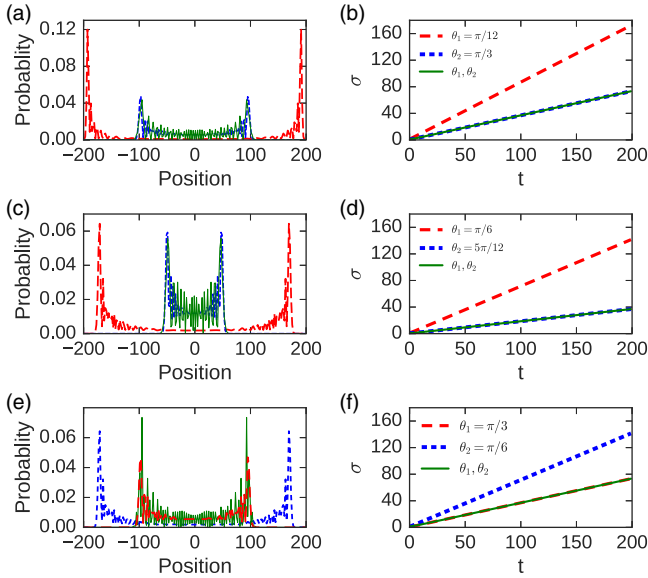 (a)
0.12
0.08
0.04
0.00
Probablity
−200 −100 0 100 200
Position
(b)
σ
160
120
80
40
0
θ₁ = π/12
θ₂ = π/3
θ₁, θ₂
0 50 100 150 200
t
(c)
0.06
0.04
0.02
0.00
Probablity
−200 −100 0 100 200
Position
(d)
σ
160
120
80
40
0
θ₁ = π/6
θ₂ = 5π/12
θ₁, θ₂
0 50 100 150 200
t
(e)
0.06
0.04
0.02
0.00
Probablity
−200 −100 0 100 200
Position
(f)
σ
160
120
80
40
0
θ₁ = π/3
θ₂ = π/6
θ₁, θ₂
0 50 100 150 200
t